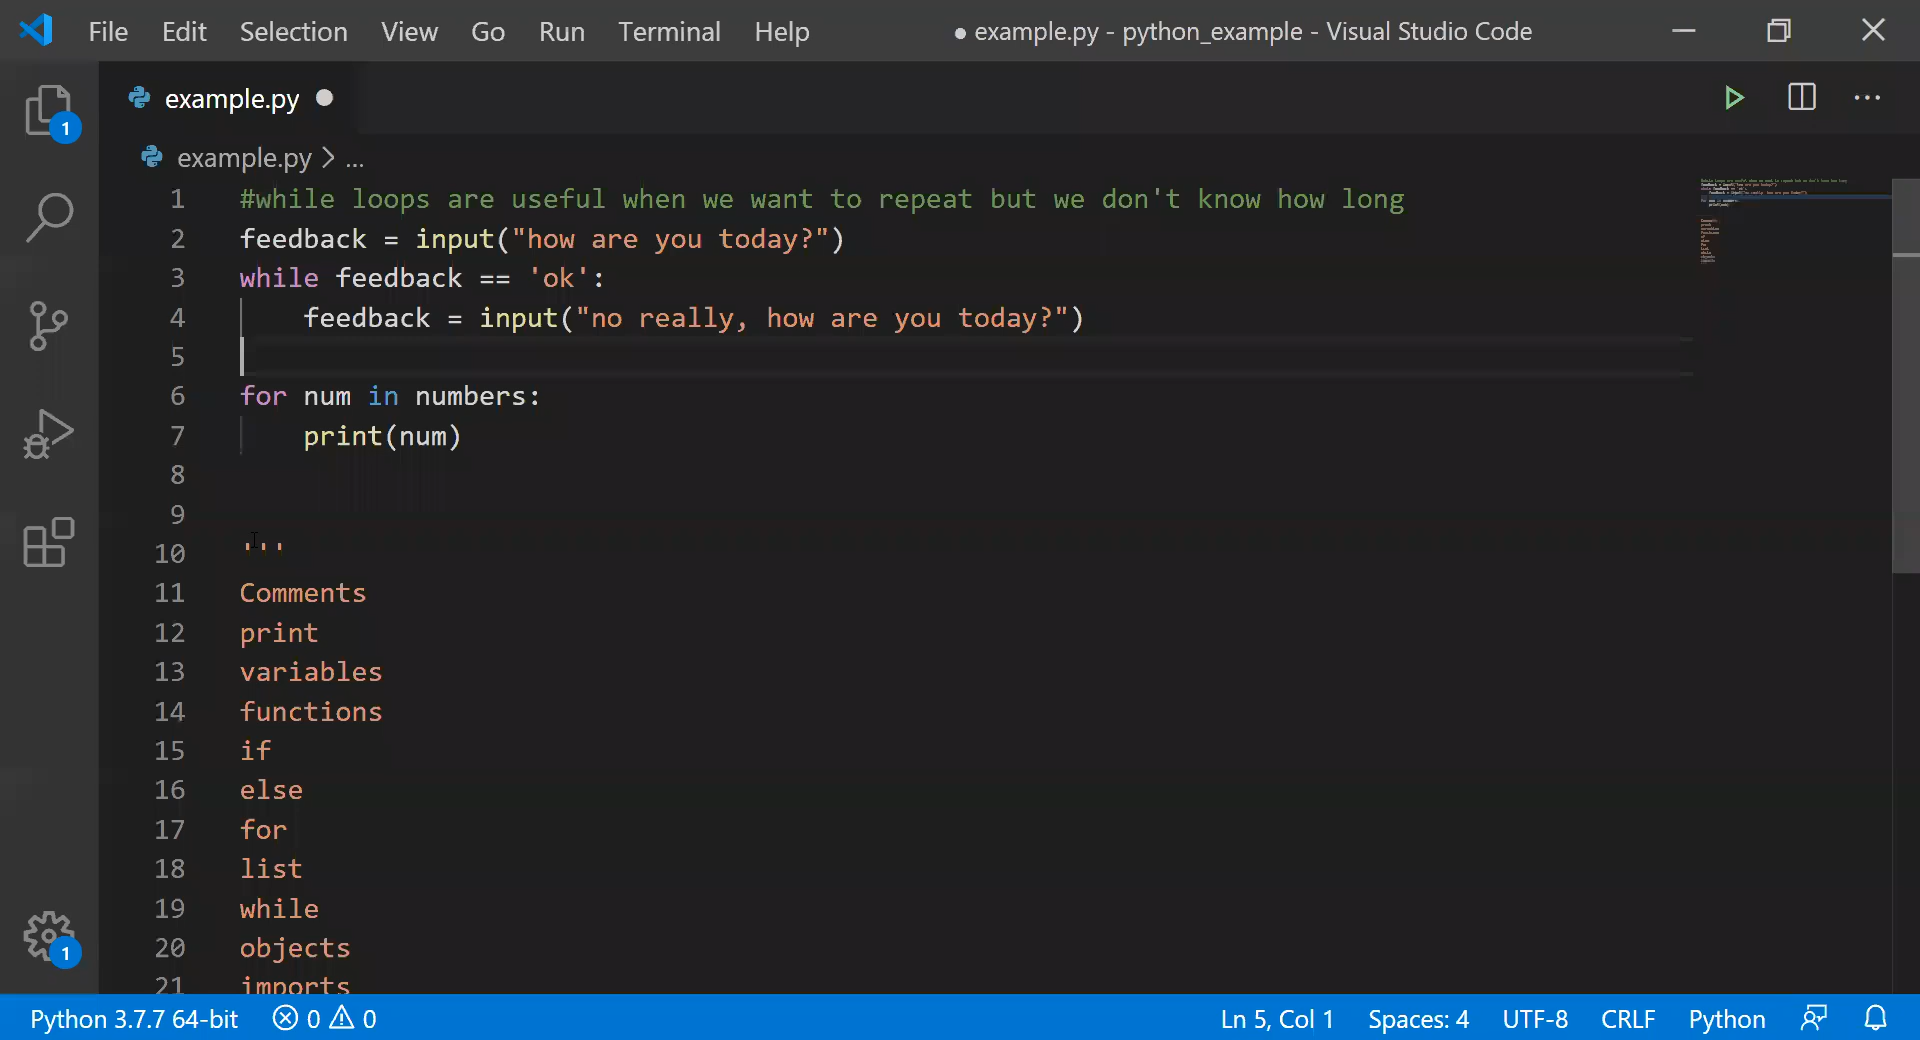 File Edit Selection View Go Run Terminal Help ● example.py - python_example - Visual Studio Code
example.py ●
1
example.py > ...
1 #while loops are useful when we want to repeat but we don't know how long
2 feedback = input("how are you today?")
3 while feedback == 'ok':
4 feedback = input("no really, how are you today?")
5
6 for num in numbers:
7 print(num)
8
9
10 '''
11 Comments
12 print
13 variables
14 functions
15 if
16 else
17 for
18 list
19 while
20 objects
21 imports
1
Python 3.7.7 64-bit 0 0 Ln 5, Col 1 Spaces: 4 UTF-8 CRLF Python